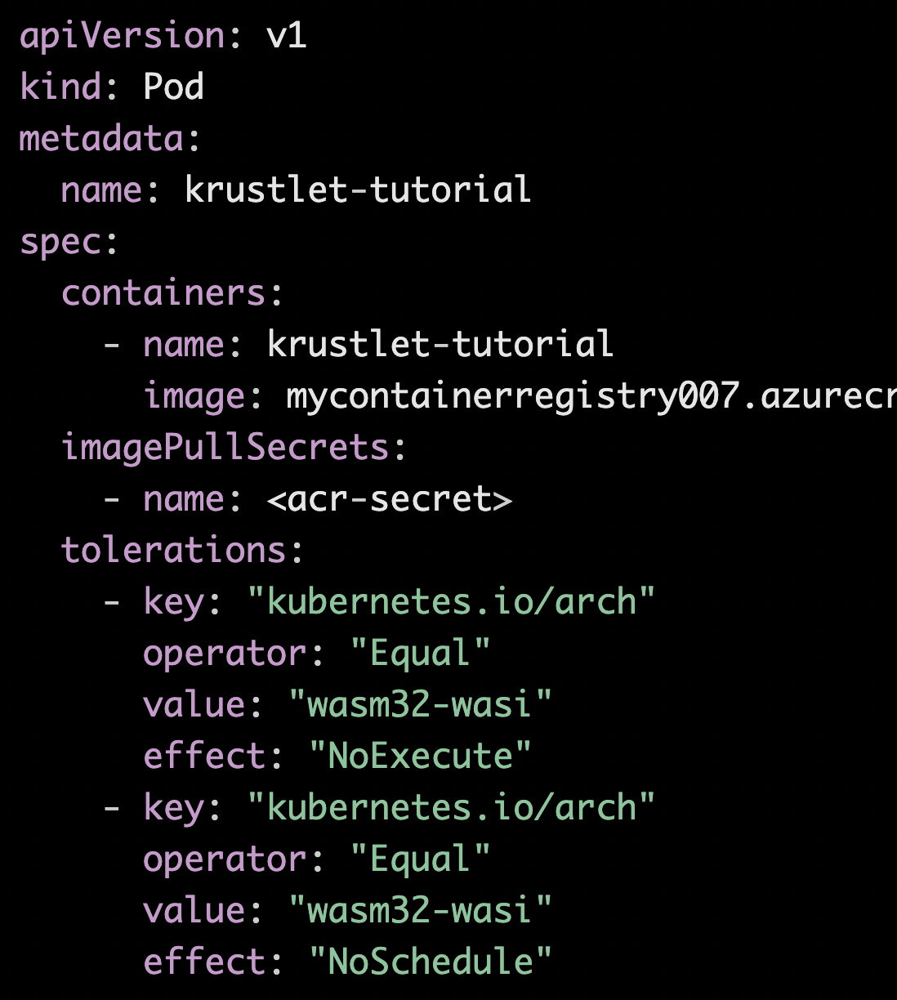 apiVersion: v1
kind: Pod
metadata:
  name: krustlet-tutorial
spec:
  containers:
    - name: krustlet-tutorial
      image: mycontainerregistry007.azurecr
  imagePullSecrets:
    - name: <acr-secret>
  tolerations:
    - key: "kubernetes.io/arch"
      operator: "Equal"
      value: "wasm32-wasi"
      effect: "NoExecute"
    - key: "kubernetes.io/arch"
      operator: "Equal"
      value: "wasm32-wasi"
      effect: "NoSchedule"